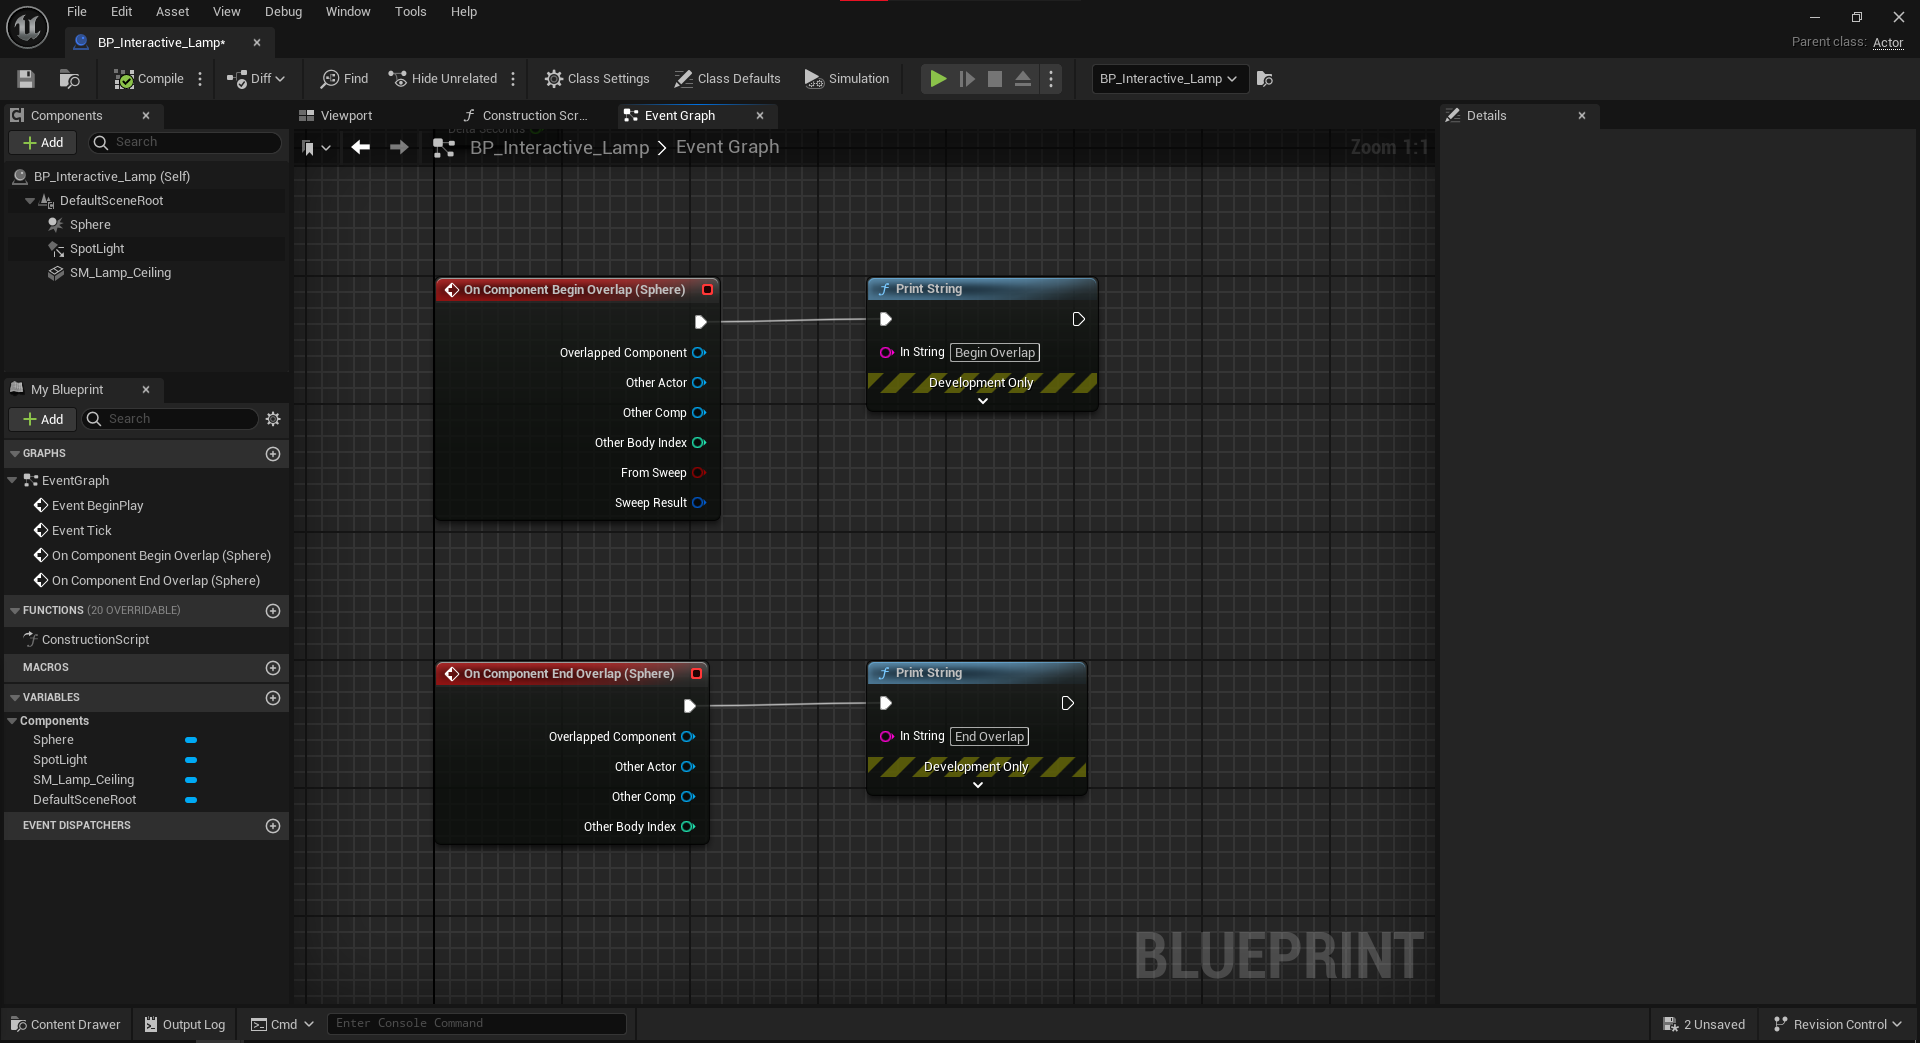 File Edit Asset View Debug Window Tools Help
BP_Interactive_Lamp*
Parent class: Actor
Compile Diff Find Hide Unrelated Class Settings Class Defaults Simulation BP_Interactive_Lamp
Components
Add
Search
BP_Interactive_Lamp (Self)
DefaultSceneRoot
Sphere
SpotLight
SM_Lamp_Ceiling
My Blueprint
Add
Search
GRAPHS
EventGraph
Event BeginPlay
Event Tick
On Component Begin Overlap (Sphere)
On Component End Overlap (Sphere)
FUNCTIONS (20 OVERRIDABLE)
ConstructionScript
MACROS
VARIABLES
Components
Sphere
SpotLight
SM_Lamp_Ceiling
DefaultSceneRoot
EVENT DISPATCHERS
Viewport Construction Scr... Event Graph
Delta Seconds
BP_Interactive_Lamp > Event Graph
Zoom 1:1
On Component Begin Overlap (Sphere)
Overlapped Component
Other Actor
Other Comp
Other Body Index
From Sweep
Sweep Result
Print String
In String Begin Overlap
Development Only
On Component End Overlap (Sphere)
Overlapped Component
Other Actor
Other Comp
Other Body Index
Print String
In String End Overlap
Development Only
BLUEPRINT
Details
Content Drawer Output Log Cmd Enter Console Command 2 Unsaved Revision Control